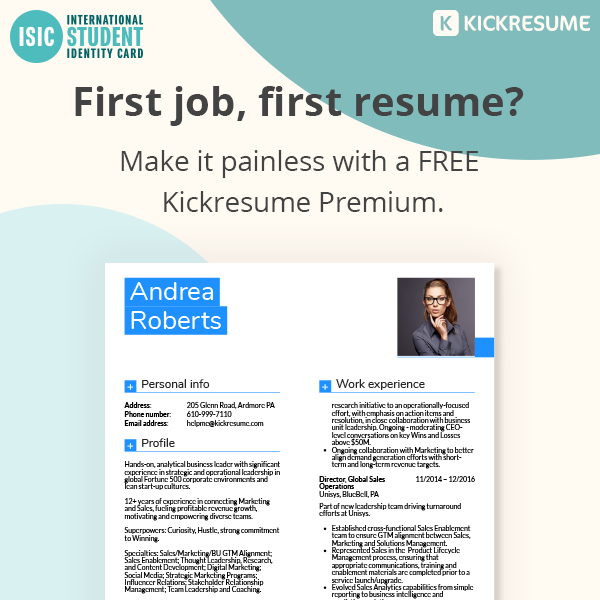 ISIC
INTERNATIONAL
STUDENT
IDENTITY CARD
K KICKRESUME
First job, first resume?
Make it painless with a FREE
Kickresume Premium.
Andrea
Roberts
Personal info
Address: 205 Glenn Road, Ardmore PA
Phone number: 610-999-7110
Email address: helpme@kickresume.com
Profile
Hands-on, analytical business leader with significant
experience in strategic and operational leadership in
global Fortune 500 corporate environments and
lean start-up cultures.
12+ years of experience in connecting Marketing
and Sales, fueling profitable revenue growth,
motivating and empowering diverse teams.
Superpowers: Curiosity, Hustle, strong commitment
to Winning.
Specialties: Sales/Marketing/BU GTM Alignment;
Sales Enablement; Thought Leadership, Research,
and Content Development; Digital Marketing;
Social Media; Strategic Marketing Programs;
Influencer Relations; Stakeholder Relationship
Management; Team Leadership and Coaching.
Work experience
research initiative to an operationally-focused
effort, with emphasis on action items and
resolution, in close collaboration with business
unit leadership. Ongoing - moderating CEO-
level conversations on key Wins and Losses
above $50M.
• Ongoing collaboration with Marketing to better
align demand generation efforts with short-
term and long-term revenue targets.
Director, Global Sales 11/2014 – 12/2016
Operations
Unisys, BlueBell, PA
Part of new leadership team driving turnaround
efforts at Unisys.
• Established cross-functional Sales Enablement
team to ensure GTM alignment between Sales,
Marketing and Solutions Management.
• Represented Sales in the Product Lifecycle
Management process, ensuring that
appropriate communications, training and
enablement materials are completed prior to a
service launch/upgrade.
• Evolved Sales Analytics capabilities from simple
reporting to business intelligence and